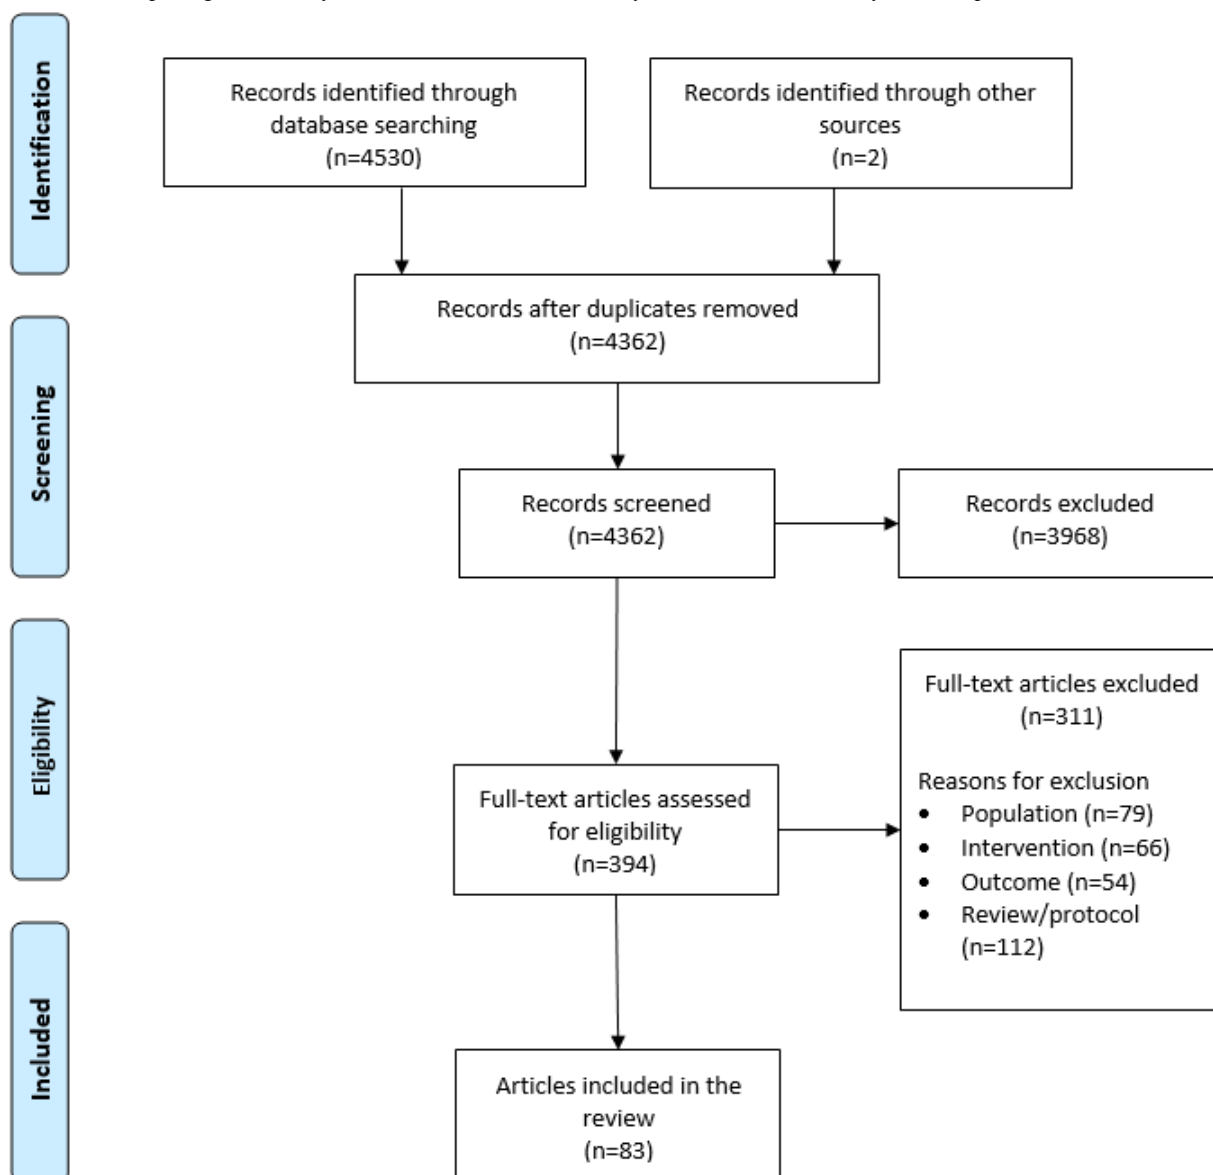 Identification
Records identified through
database searching
(n=4530)
Records identified through other
sources
(n=2)
Records after duplicates removed
(n=4362)
Screening
Records screened
(n=4362)
Records excluded
(n=3968)
Eligibility
Full-text articles assessed
for eligibility
(n=394)
Full-text articles excluded
(n=311)
Reasons for exclusion
• Population (n=79)
• Intervention (n=66)
• Outcome (n=54)
• Review/protocol
(n=112)
Included
Articles included in the
review
(n=83)